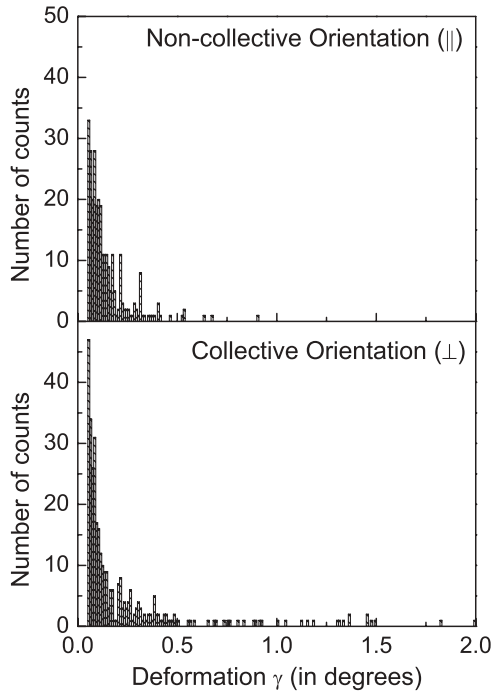 50
Non-collective Orientation (||)
40
30
20
10
0
Number of counts
Collective Orientation (⊥)
40
30
20
10
0
Number of counts
0.0 0.5 1.0 1.5 2.0
Deformation γ (in degrees)